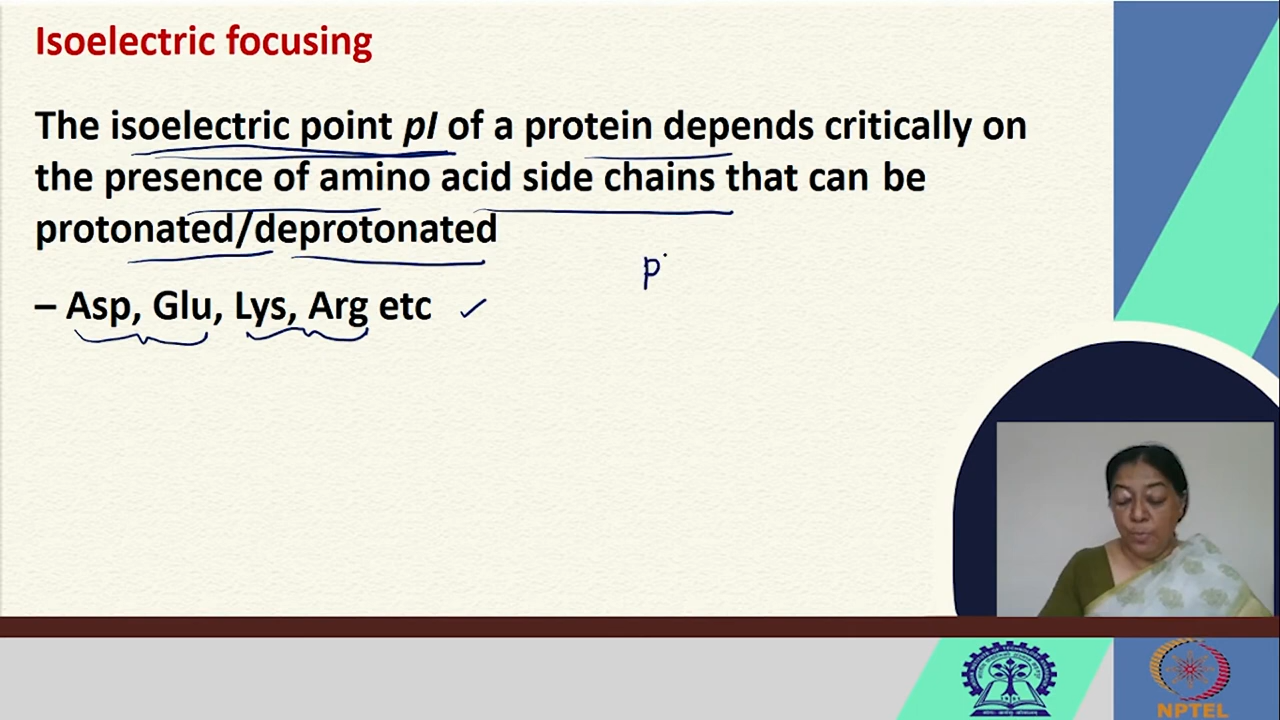 Isoelectric focusing
The isoelectric point pI of a protein depends critically on
the presence of amino acid side chains that can be
protonated/deprotonated
p
– Asp, Glu, Lys, Arg etc
NPTEL